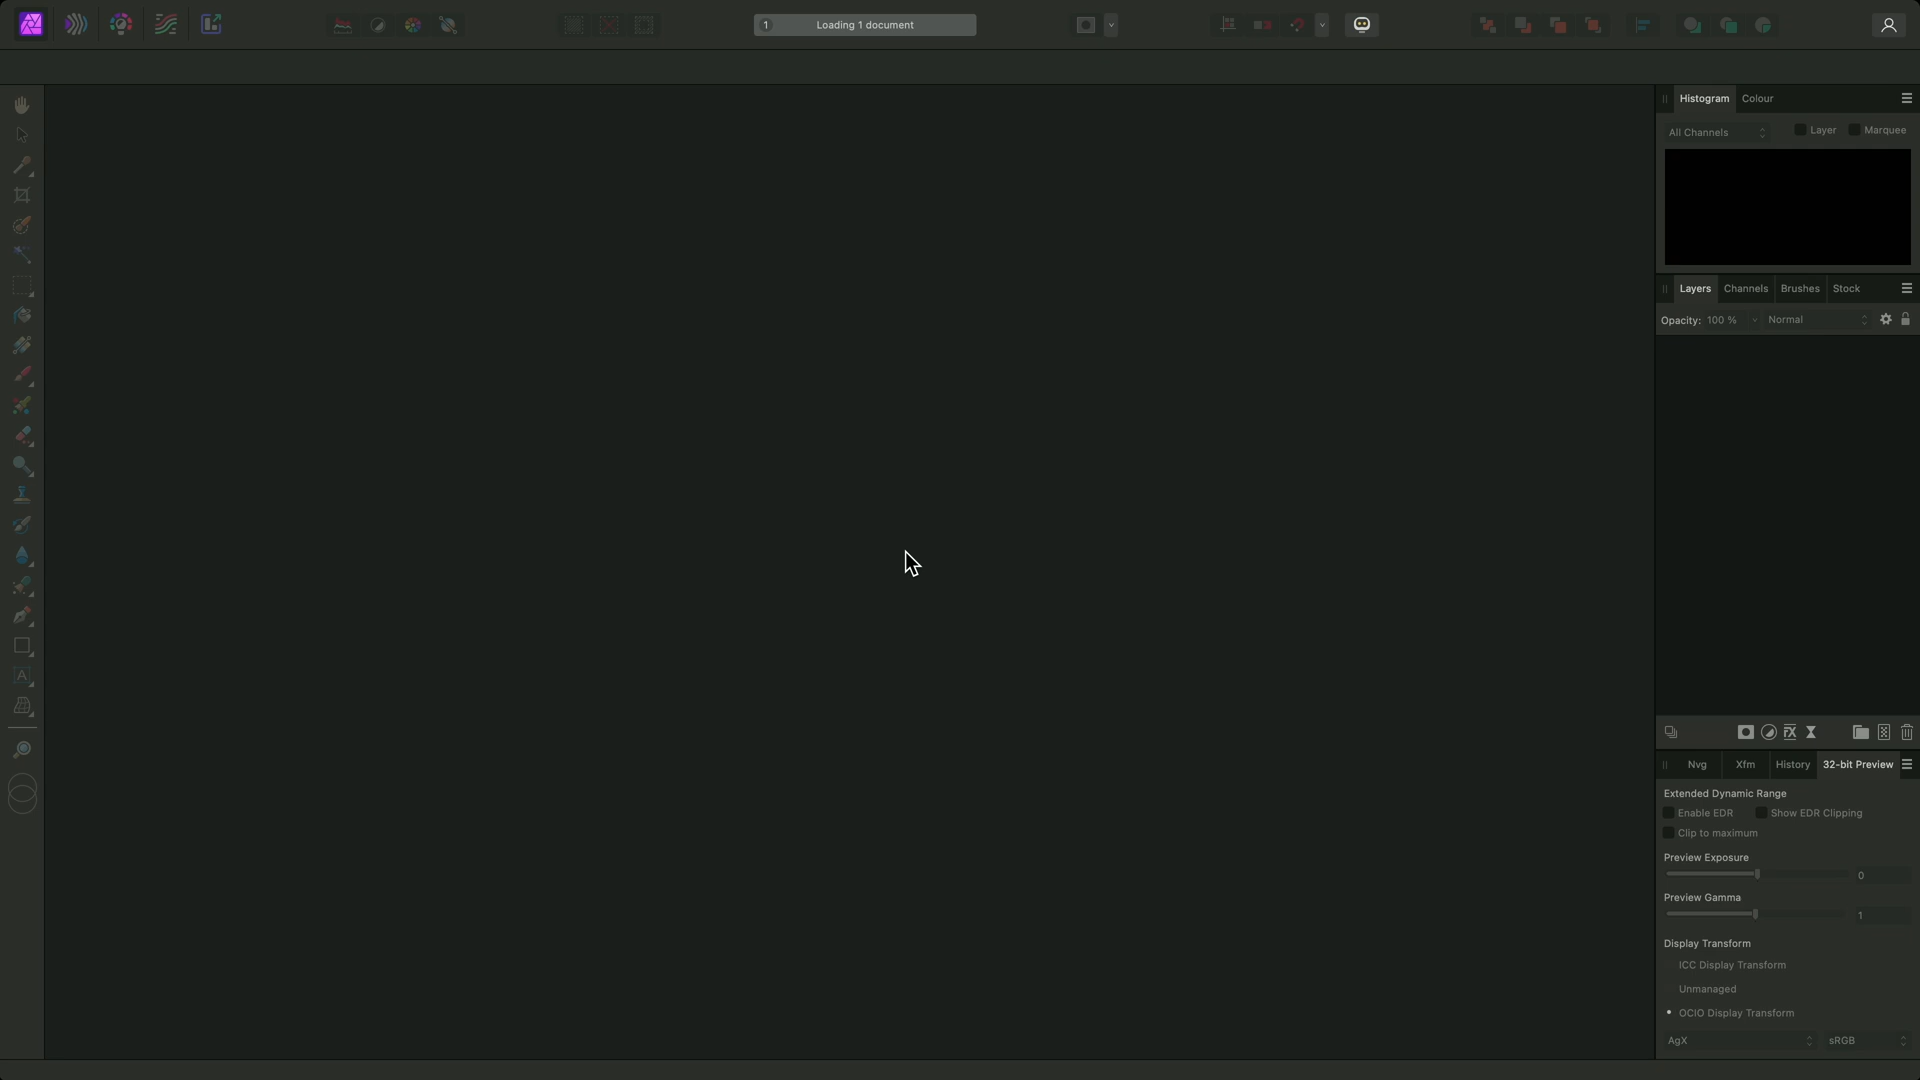 1 Loading 1 document
Histogram Colour
All Channels Layer Marquee
Layers Channels Brushes Stock
Opacity: 100 % Normal
Nvg Xfm History 32-bit Preview
Extended Dynamic Range
Enable EDR Show EDR Clipping
Clip to maximum
Preview Exposure
0
Preview Gamma
1
Display Transform
ICC Display Transform
Unmanaged
OCIO Display Transform
AgX sRGB